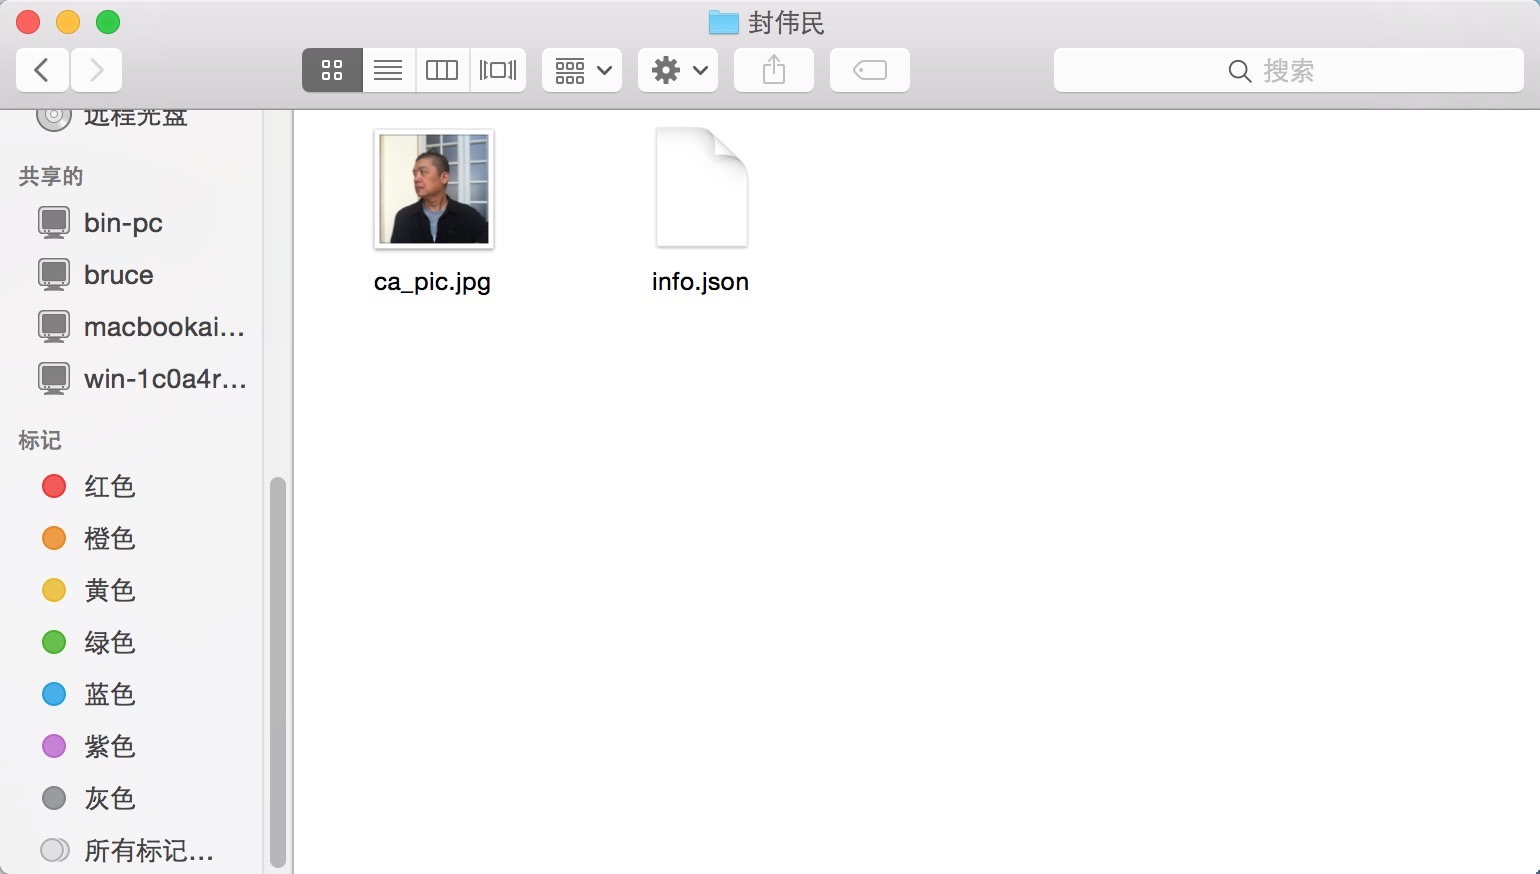 封伟民
搜索
远程光盘
共享的
bin-pc
bruce
macbookai...
win-1c0a4r...
标记
红色
橙色
黄色
绿色
蓝色
紫色
灰色
所有标记...
ca_pic.jpg
info.json